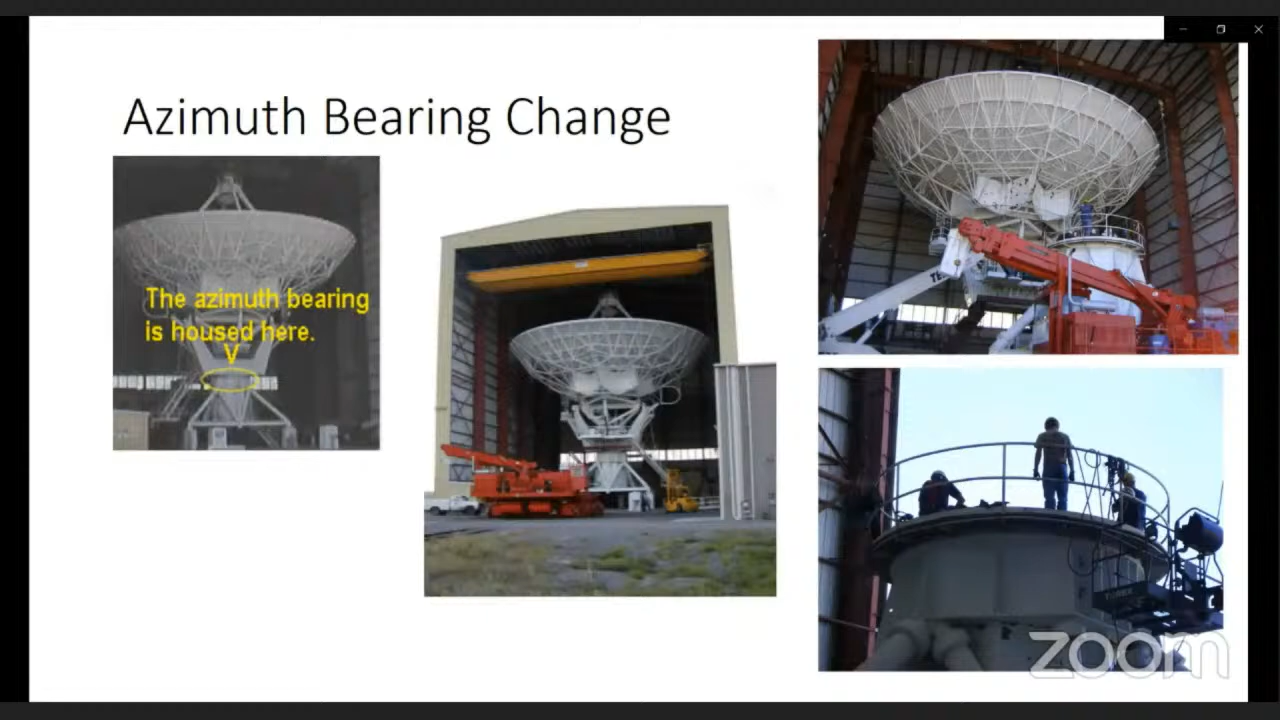 Azimuth Bearing Change
The azimuth bearing
is housed here.
V
zoom